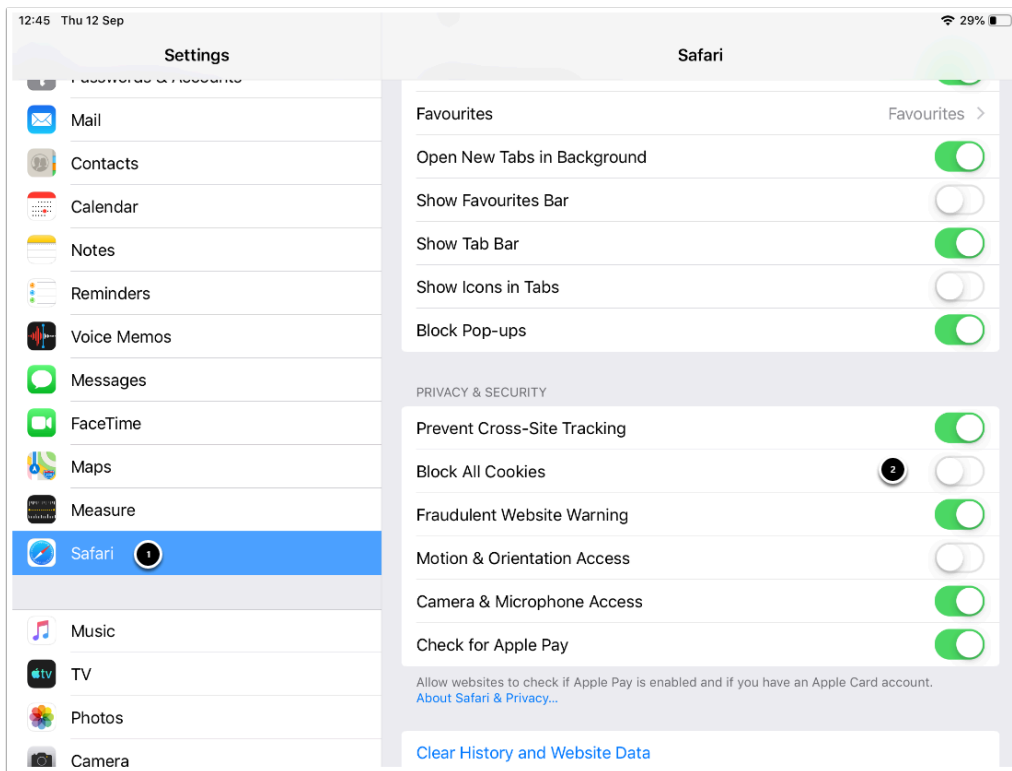 12:45 Thu 12 Sep
29%
Settings
Passwords & Accounts
Mail
Contacts
Calendar
Notes
Reminders
Voice Memos
Messages
FaceTime
Maps
Measure
Safari 1
Music
tv TV
Photos
Camera
Safari
Favourites Favourites
Open New Tabs in Background
Show Favourites Bar
Show Tab Bar
Show Icons in Tabs
Block Pop-ups
PRIVACY & SECURITY
Prevent Cross-Site Tracking
Block All Cookies 2
Fraudulent Website Warning
Motion & Orientation Access
Camera & Microphone Access
Check for Apple Pay
Allow websites to check if Apple Pay is enabled and if you have an Apple Card account.
About Safari & Privacy...
Clear History and Website Data